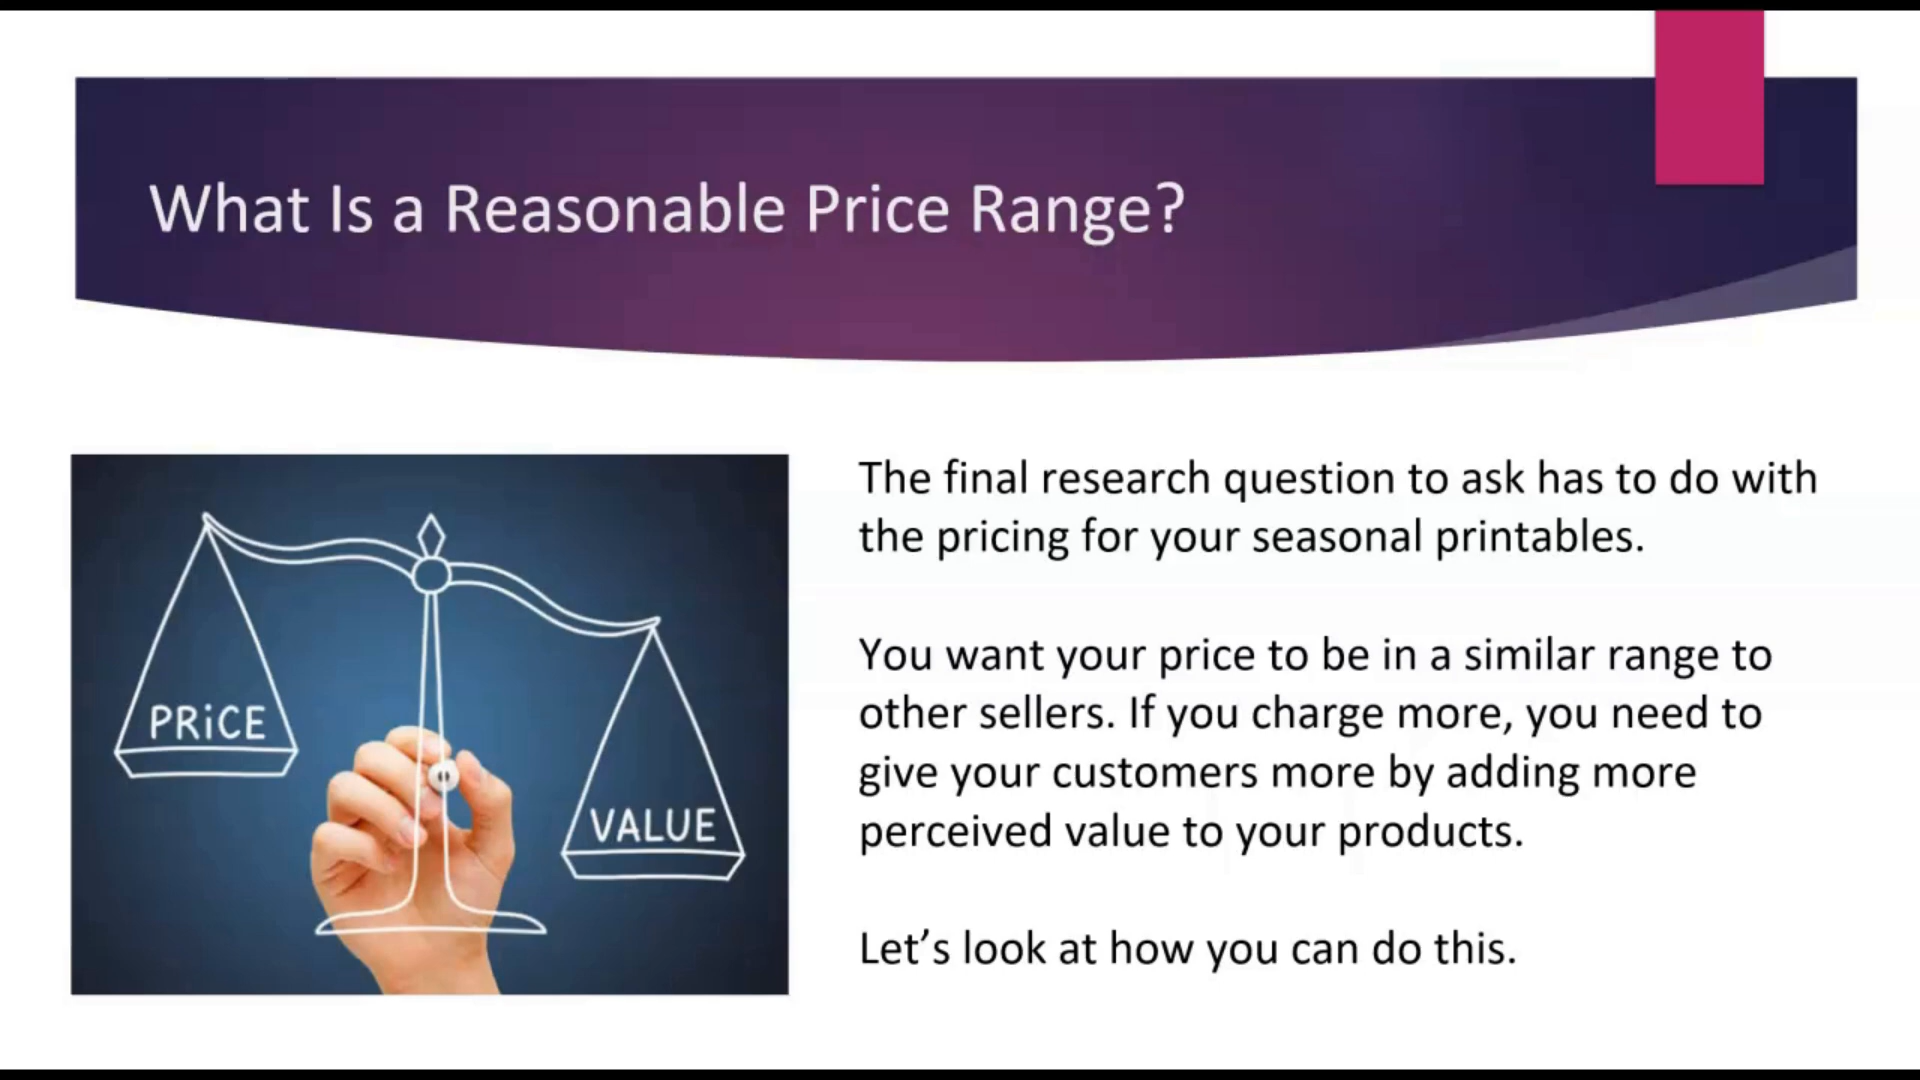 What Is a Reasonable Price Range?
PRiCE
VALUE
The final research question to ask has to do with
the pricing for your seasonal printables.
You want your price to be in a similar range to
other sellers. If you charge more, you need to
give your customers more by adding more
perceived value to your products.
Let’s look at how you can do this.